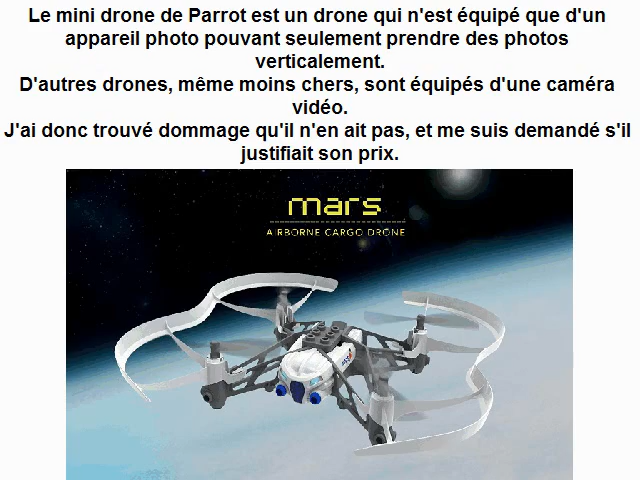 Le mini drone de Parrot est un drone qui n'est équipé que d'un
appareil photo pouvant seulement prendre des photos
verticalement.
D'autres drones, même moins chers, sont équipés d'une caméra
vidéo.
J'ai donc trouvé dommage qu'il n'en ait pas, et me suis demandé s'il
justifiait son prix.
mars
AIRBORNE CARGO DRONE